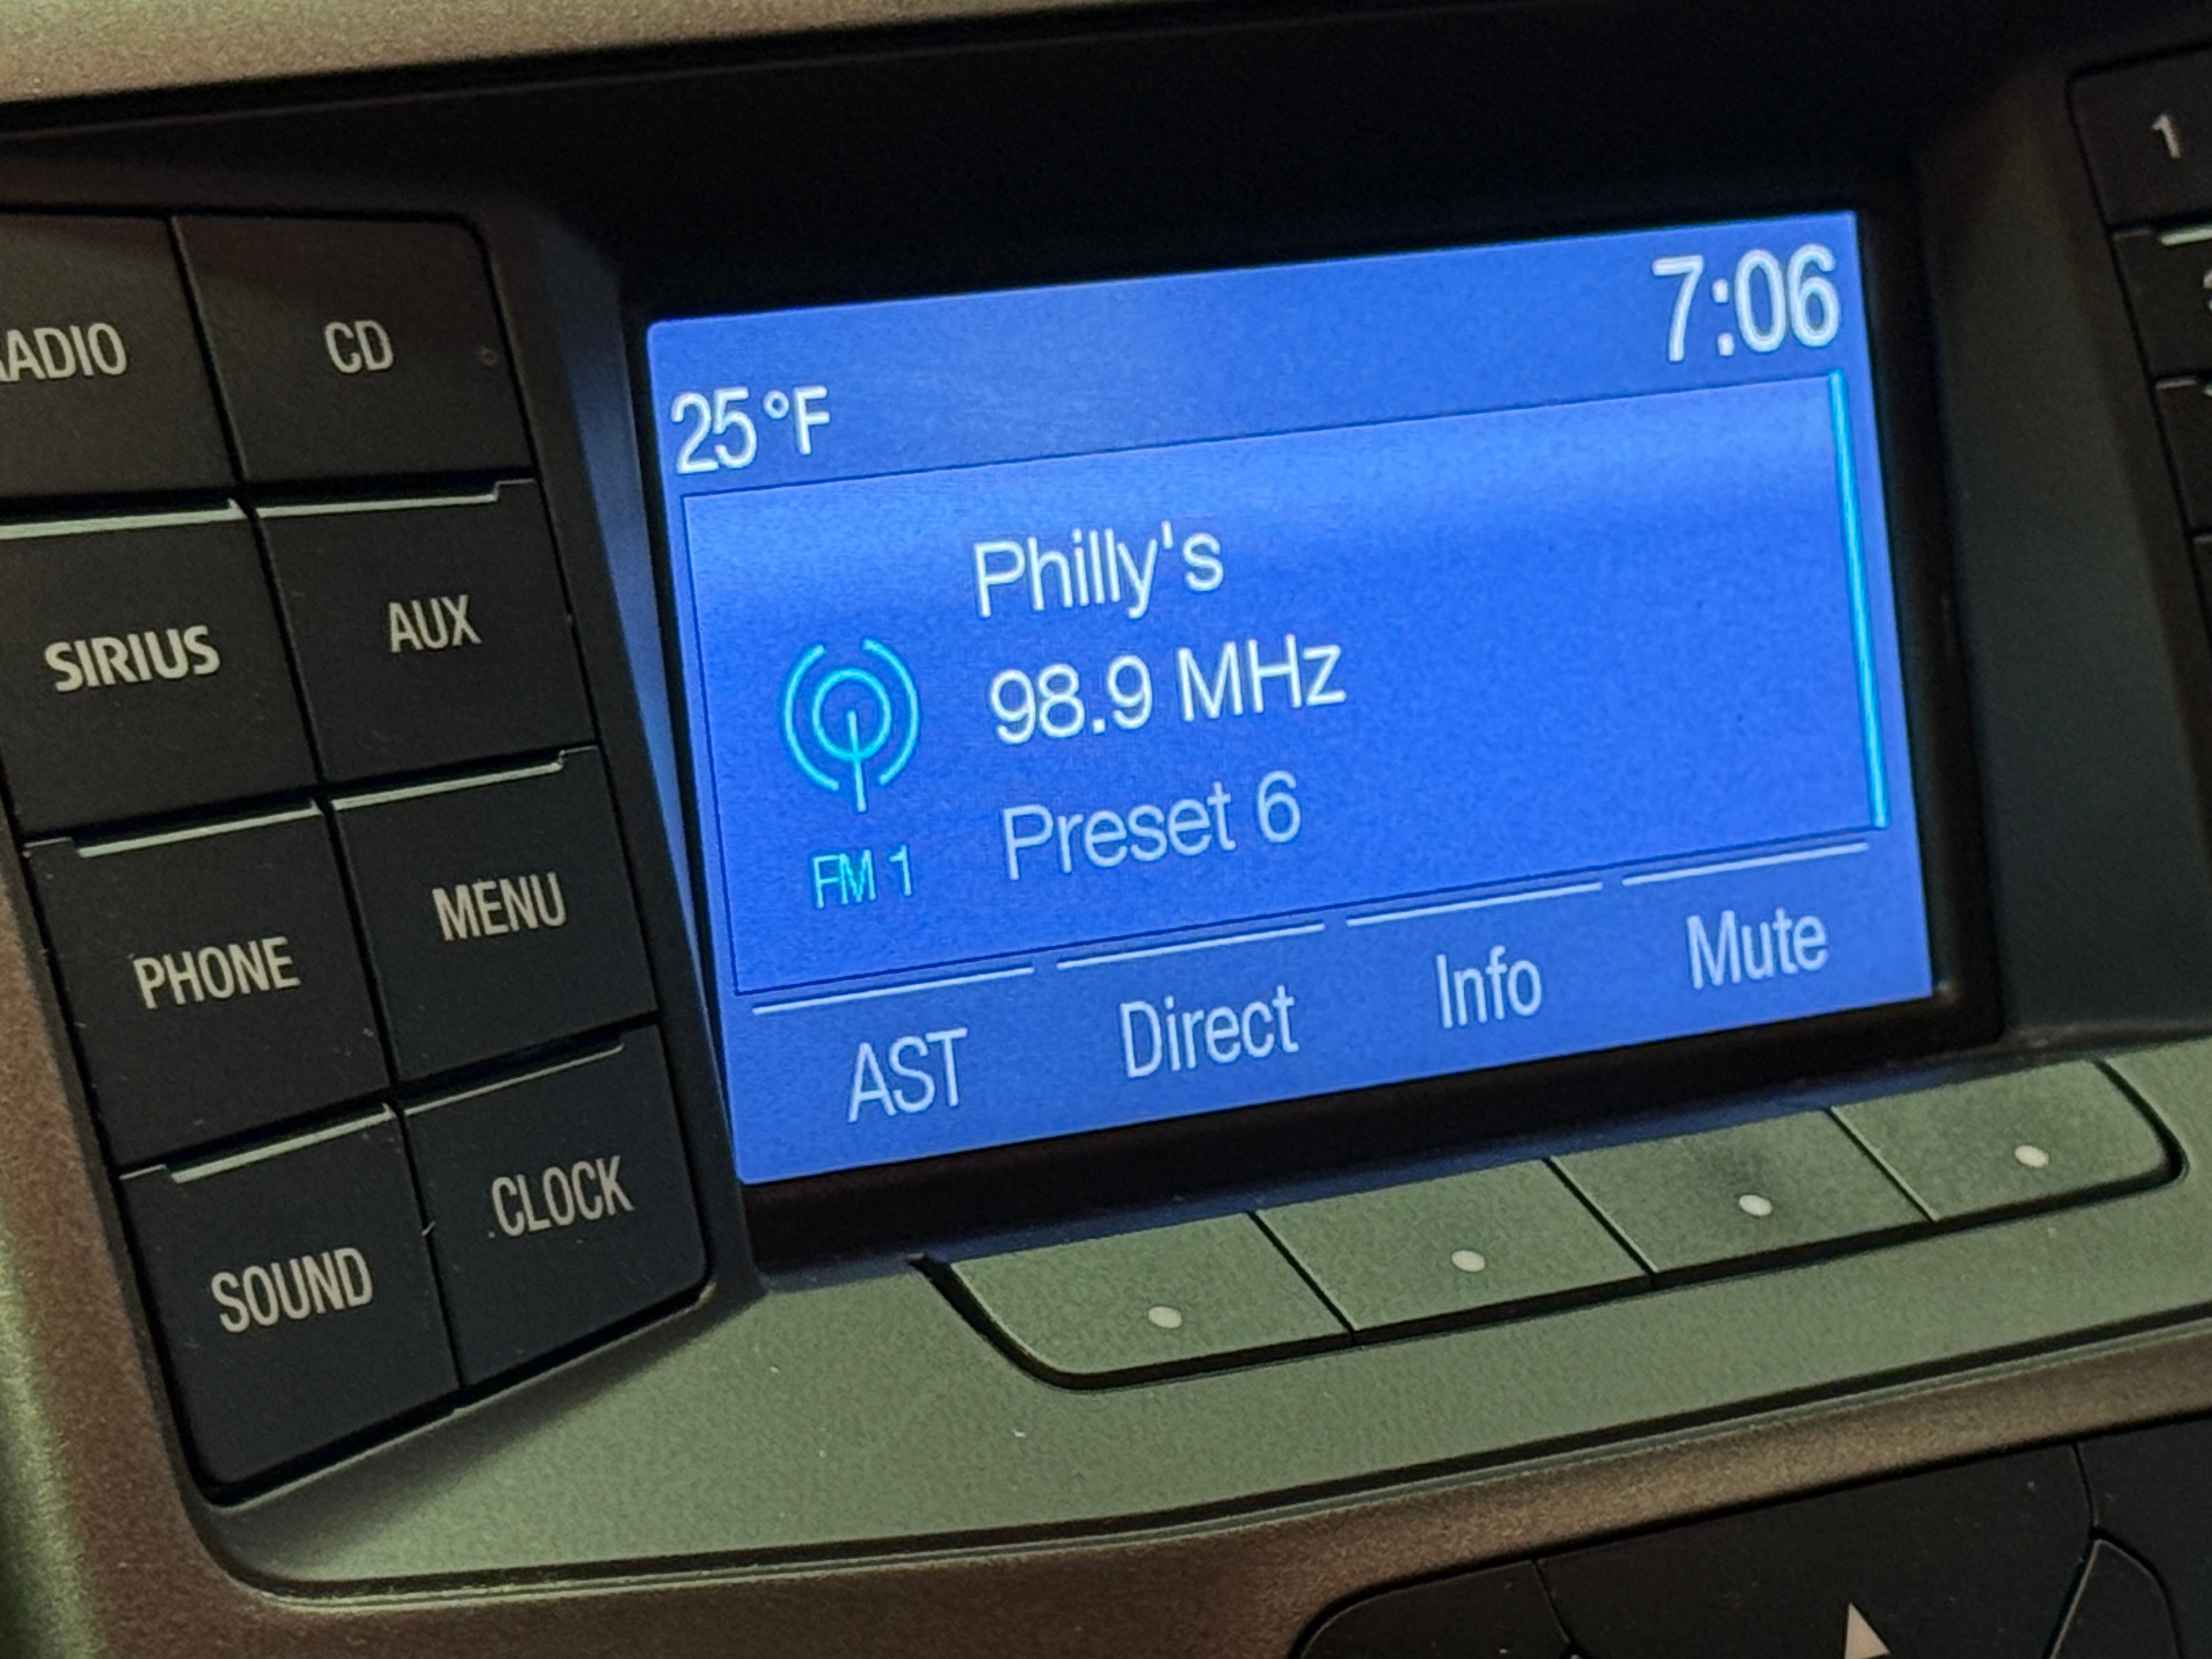 7:06
25°F
Philly's
98.9 MHz
Preset 6
FM 1
AST Direct Info Mute
CD
SIRIUS AUX
PHONE MENU
SOUND CLOCK
1